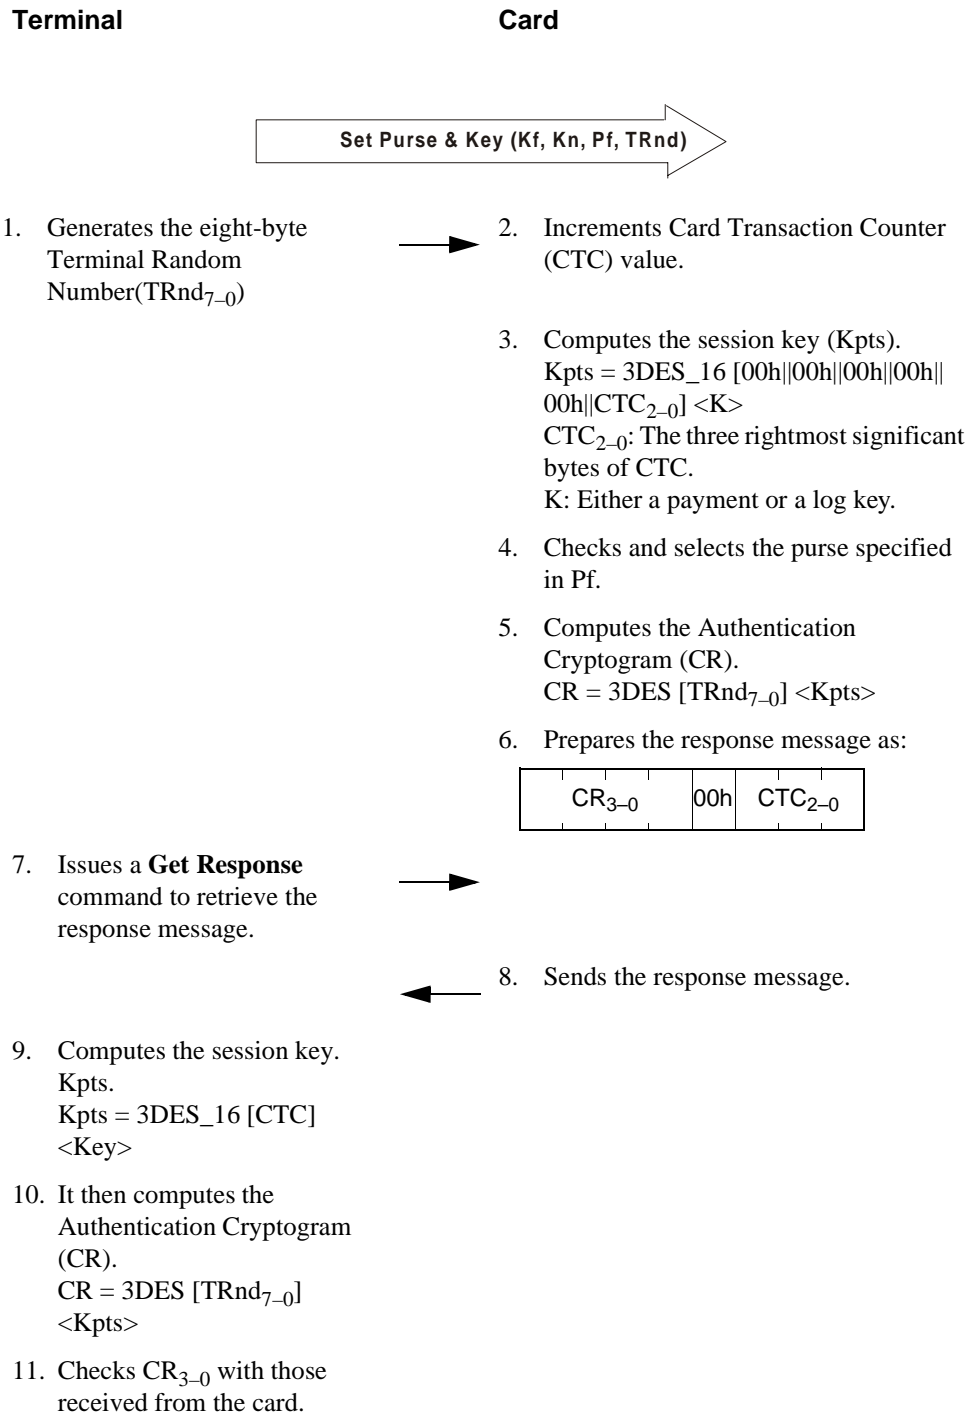 Terminal
Card
Set Purse & Key (Kf, Kn, Pf, TRnd)
1. Generates the eight-byte
Terminal Random
Number(TRnd7–0)
2. Increments Card Transaction Counter
(CTC) value.
3. Computes the session key (Kpts).
Kpts = 3DES_16 [00h||00h||00h||00h||
00h||CTC2–0] <K>
CTC2–0: The three rightmost significant
bytes of CTC.
K: Either a payment or a log key.
4. Checks and selects the purse specified
in Pf.
5. Computes the Authentication
Cryptogram (CR).
CR = 3DES [TRnd7–0] <Kpts>
6. Prepares the response message as:
CR3–0 00h CTC2–0
7. Issues a Get Response
command to retrieve the
response message.
8. Sends the response message.
9. Computes the session key.
Kpts.
Kpts = 3DES_16 [CTC]
<Key>
10. It then computes the
Authentication Cryptogram
(CR).
CR = 3DES [TRnd7–0]
<Kpts>
11. Checks CR3–0 with those
received from the card.